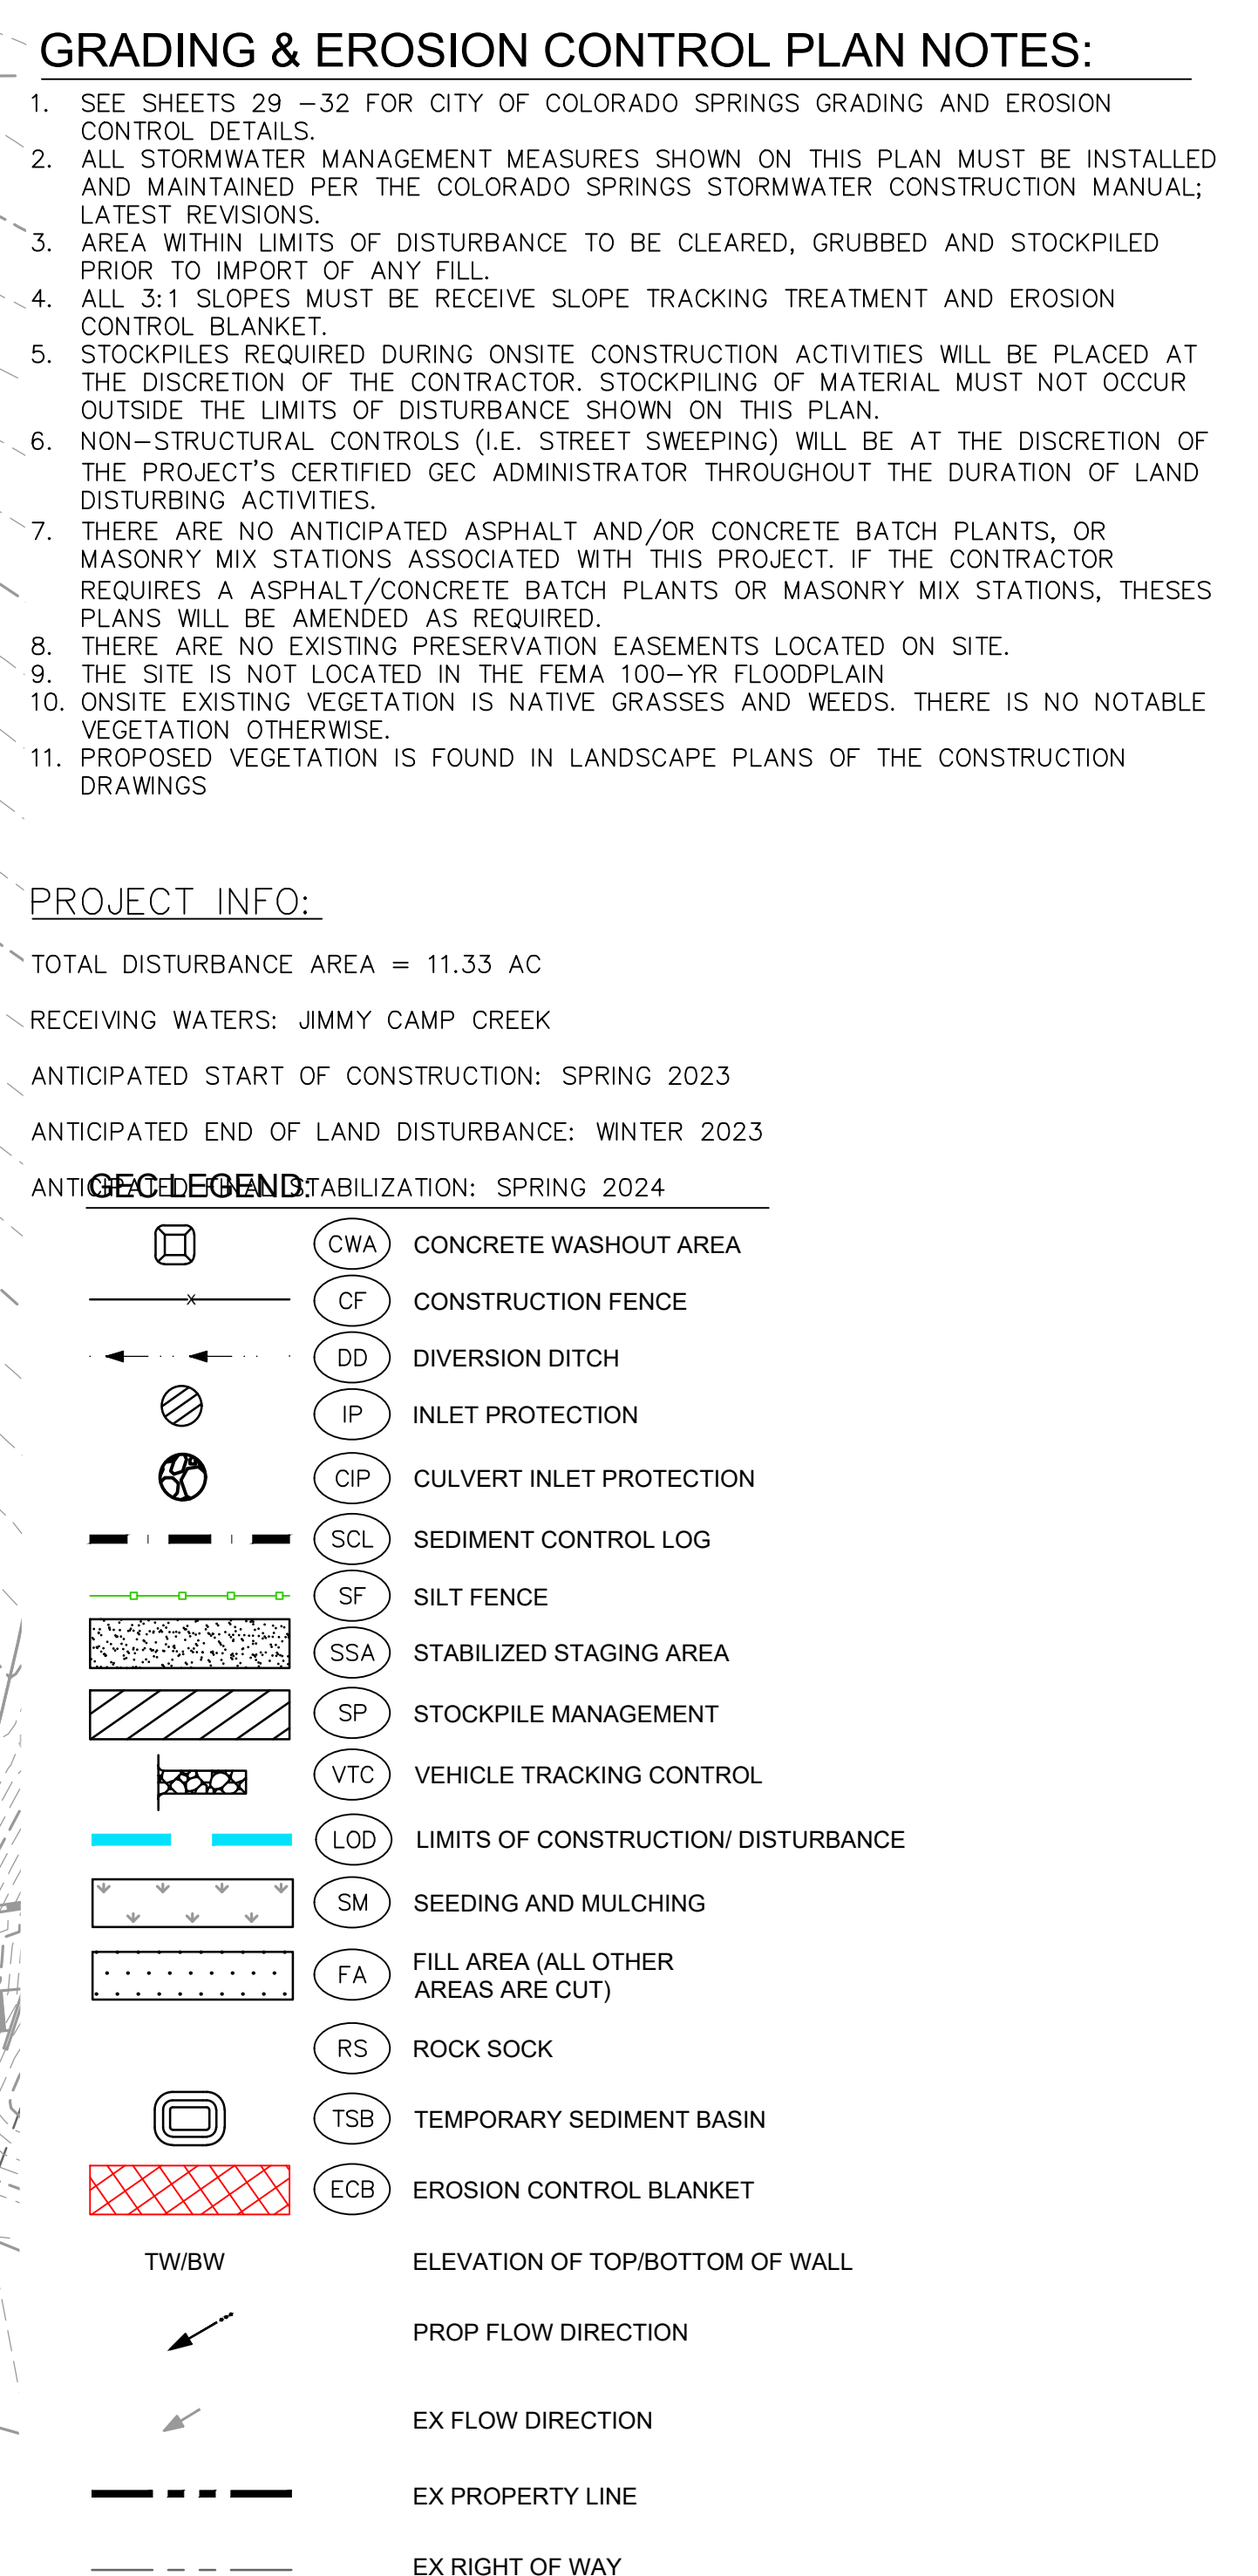 GRADING & EROSION CONTROL PLAN NOTES:
1. SEE SHEETS 29 –32 FOR CITY OF COLORADO SPRINGS GRADING AND EROSION
CONTROL DETAILS.
2. ALL STORMWATER MANAGEMENT MEASURES SHOWN ON THIS PLAN MUST BE INSTALLED
AND MAINTAINED PER THE COLORADO SPRINGS STORMWATER CONSTRUCTION MANUAL;
LATEST REVISIONS.
3. AREA WITHIN LIMITS OF DISTURBANCE TO BE CLEARED, GRUBBED AND STOCKPILED
PRIOR TO IMPORT OF ANY FILL.
4. ALL 3:1 SLOPES MUST BE RECEIVE SLOPE TRACKING TREATMENT AND EROSION
CONTROL BLANKET.
5. STOCKPILES REQUIRED DURING ONSITE CONSTRUCTION ACTIVITIES WILL BE PLACED AT
THE DISCRETION OF THE CONTRACTOR. STOCKPILING OF MATERIAL MUST NOT OCCUR
OUTSIDE THE LIMITS OF DISTURBANCE SHOWN ON THIS PLAN.
6. NON–STRUCTURAL CONTROLS (I.E. STREET SWEEPING) WILL BE AT THE DISCRETION OF
THE PROJECT'S CERTIFIED GEC ADMINISTRATOR THROUGHOUT THE DURATION OF LAND
DISTURBING ACTIVITIES.
7. THERE ARE NO ANTICIPATED ASPHALT AND/OR CONCRETE BATCH PLANTS, OR
MASONRY MIX STATIONS ASSOCIATED WITH THIS PROJECT. IF THE CONTRACTOR
REQUIRES A ASPHALT/CONCRETE BATCH PLANTS OR MASONRY MIX STATIONS, THESES
PLANS WILL BE AMENDED AS REQUIRED.
8. THERE ARE NO EXISTING PRESERVATION EASEMENTS LOCATED ON SITE.
9. THE SITE IS NOT LOCATED IN THE FEMA 100–YR FLOODPLAIN
10. ONSITE EXISTING VEGETATION IS NATIVE GRASSES AND WEEDS. THERE IS NO NOTABLE
VEGETATION OTHERWISE.
11. PROPOSED VEGETATION IS FOUND IN LANDSCAPE PLANS OF THE CONSTRUCTION
DRAWINGS
PROJECT INFO:
TOTAL DISTURBANCE AREA = 11.33 AC
RECEIVING WATERS: JIMMY CAMP CREEK
ANTICIPATED START OF CONSTRUCTION: SPRING 2023
ANTICIPATED END OF LAND DISTURBANCE: WINTER 2023
ANTICIPATED FINAL STABILIZATION: SPRING 2024
GEC LEGEND:
CWA CONCRETE WASHOUT AREA
X CF CONSTRUCTION FENCE
DD DIVERSION DITCH
IP INLET PROTECTION
CIP CULVERT INLET PROTECTION
SCL SEDIMENT CONTROL LOG
SF SILT FENCE
SSA STABILIZED STAGING AREA
SP STOCKPILE MANAGEMENT
VTC VEHICLE TRACKING CONTROL
LOD LIMITS OF CONSTRUCTION/ DISTURBANCE
SM SEEDING AND MULCHING
FA FILL AREA (ALL OTHER
AREAS ARE CUT)
RS ROCK SOCK
TSB TEMPORARY SEDIMENT BASIN
ECB EROSION CONTROL BLANKET
TW/BW ELEVATION OF TOP/BOTTOM OF WALL
PROP FLOW DIRECTION
EX FLOW DIRECTION
EX PROPERTY LINE
EX RIGHT OF WAY